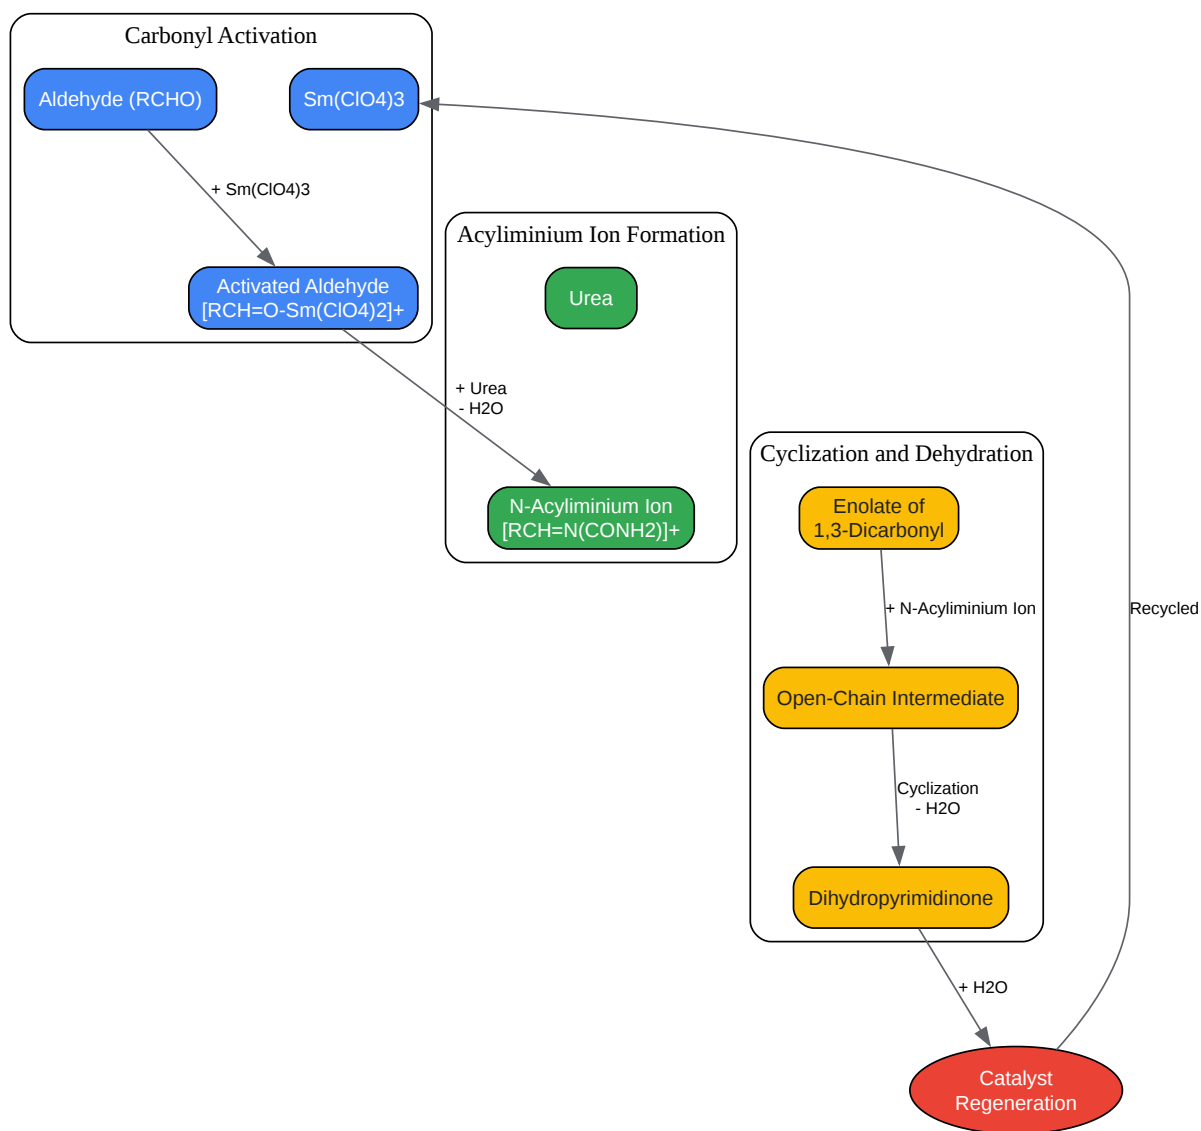 Carbonyl Activation
Aldehyde (RCHO)
Sm(ClO4)3
+ Sm(ClO4)3
Activated Aldehyde
[RCH=O-Sm(ClO4)2]+
Acyliminium Ion Formation
Urea
+ Urea
- H2O
N-Acyliminium Ion
[RCH=N(CONH2)]+
Cyclization and Dehydration
Enolate of
1,3-Dicarbonyl
+ N-Acyliminium Ion
Recycled
Open-Chain Intermediate
Cyclization
- H2O
Dihydropyrimidinone
+ H2O
Catalyst
Regeneration